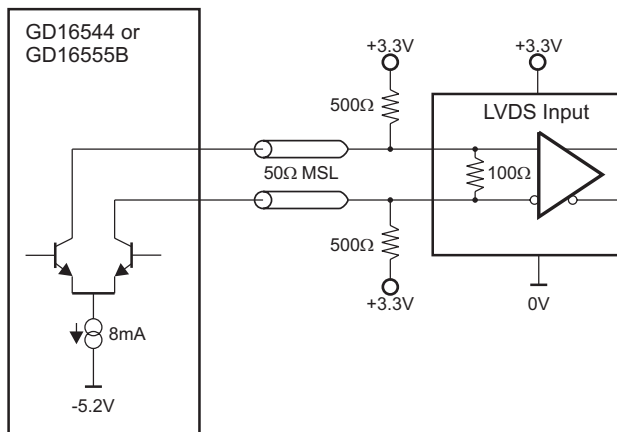 GD16544 or
GD16555B
+3.3V
+3.3V
500Ω
LVDS Input
50Ω MSL
100Ω
500Ω
+3.3V
0V
8mA
-5.2V